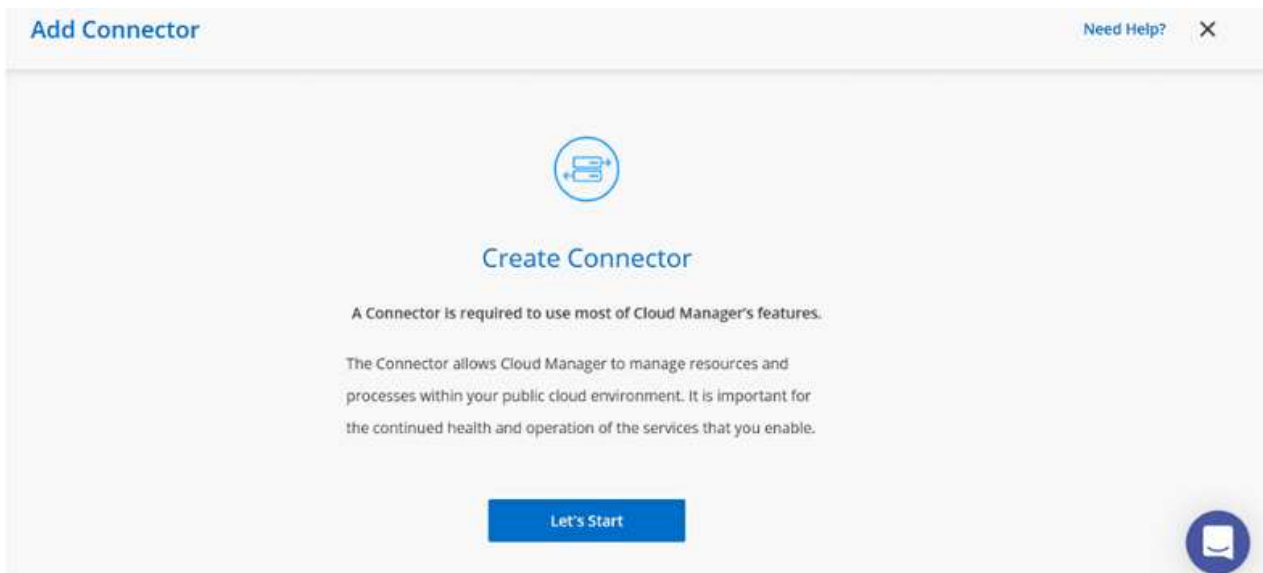 Add Connector
Need Help?
Create Connector
A Connector is required to use most of Cloud Manager's features.
The Connector allows Cloud Manager to manage resources and
processes within your public cloud environment. It is important for
the continued health and operation of the services that you enable.
Let's Start